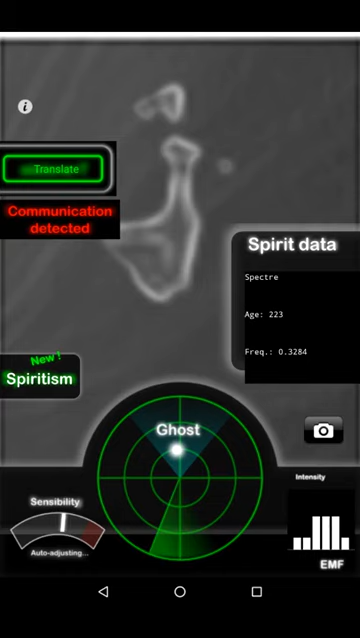 i
Translate
Communication
detected
Spirit data
Spectre
Age: 223
Freq.: 0.3284
New!
Spiritism
Ghost
Intensity
Sensibility
Auto-adjusting...
EMF